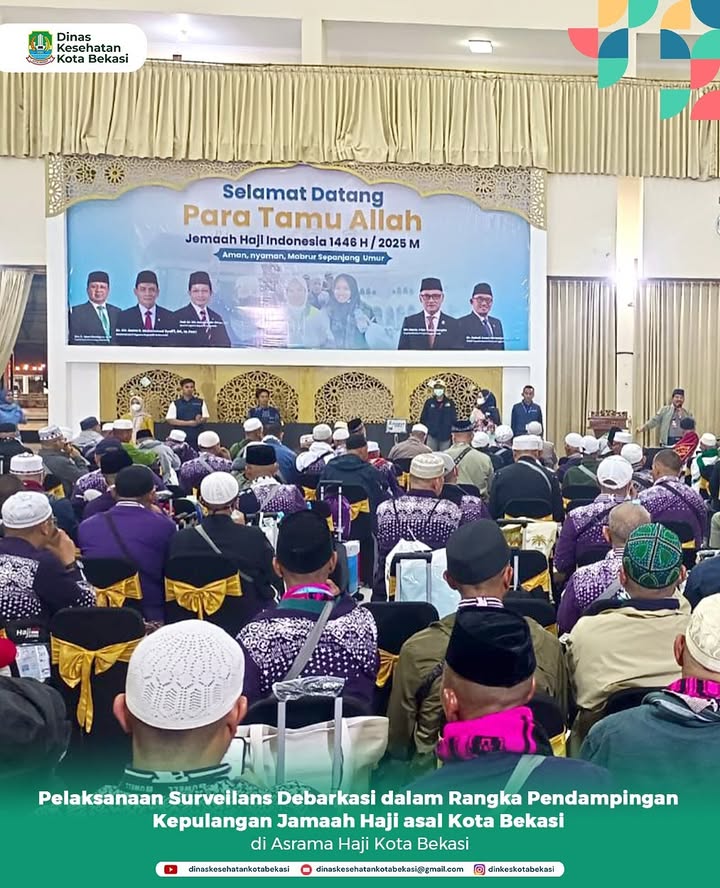 Dinas
Kesehatan
Kota Bekasi
Selamat Datang
Para Tamu Allah
Jemaah Haji Indonesia 1446 H / 2025 M
Aman, nyaman, Mabrur Sepanjang Umur
Haji
Pelaksanaan Surveilans Debarkasi dalam Rangka Pendampingan
Kepulangan Jamaah Haji asal Kota Bekasi
di Asrama Haji Kota Bekasi
dinaskesehatankotabekasi
dinaskesehatankotabekasi@gmail.com
dinkeskotabekasi